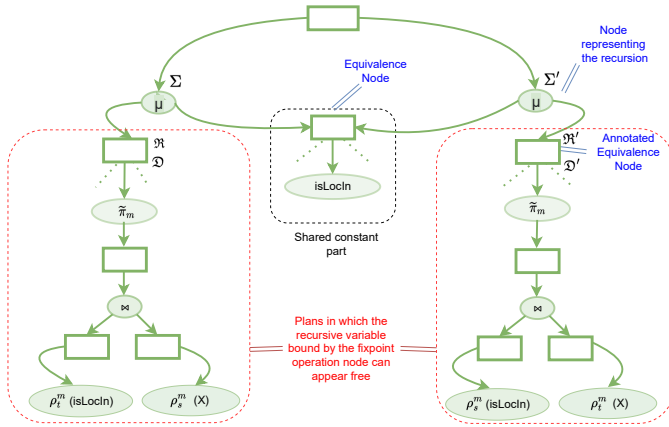 Node
representing
the recursion
Equivalence
Node
Σ
Σ′
μ
μ
ℜ
𝔇
isLocIn
ℜ′
𝔇′
Annotated
Equivalence
Node
π̃ₘ
π̃ₘ
Shared constant
part
⋈
⋈
Plans in which the
recursive variable
bound by the fixpoint
operation node can
appear free
ρₜᵐ (isLocIn)
ρₛᵐ (X)
ρₛᵐ (isLocIn)
ρₜᵐ (X)